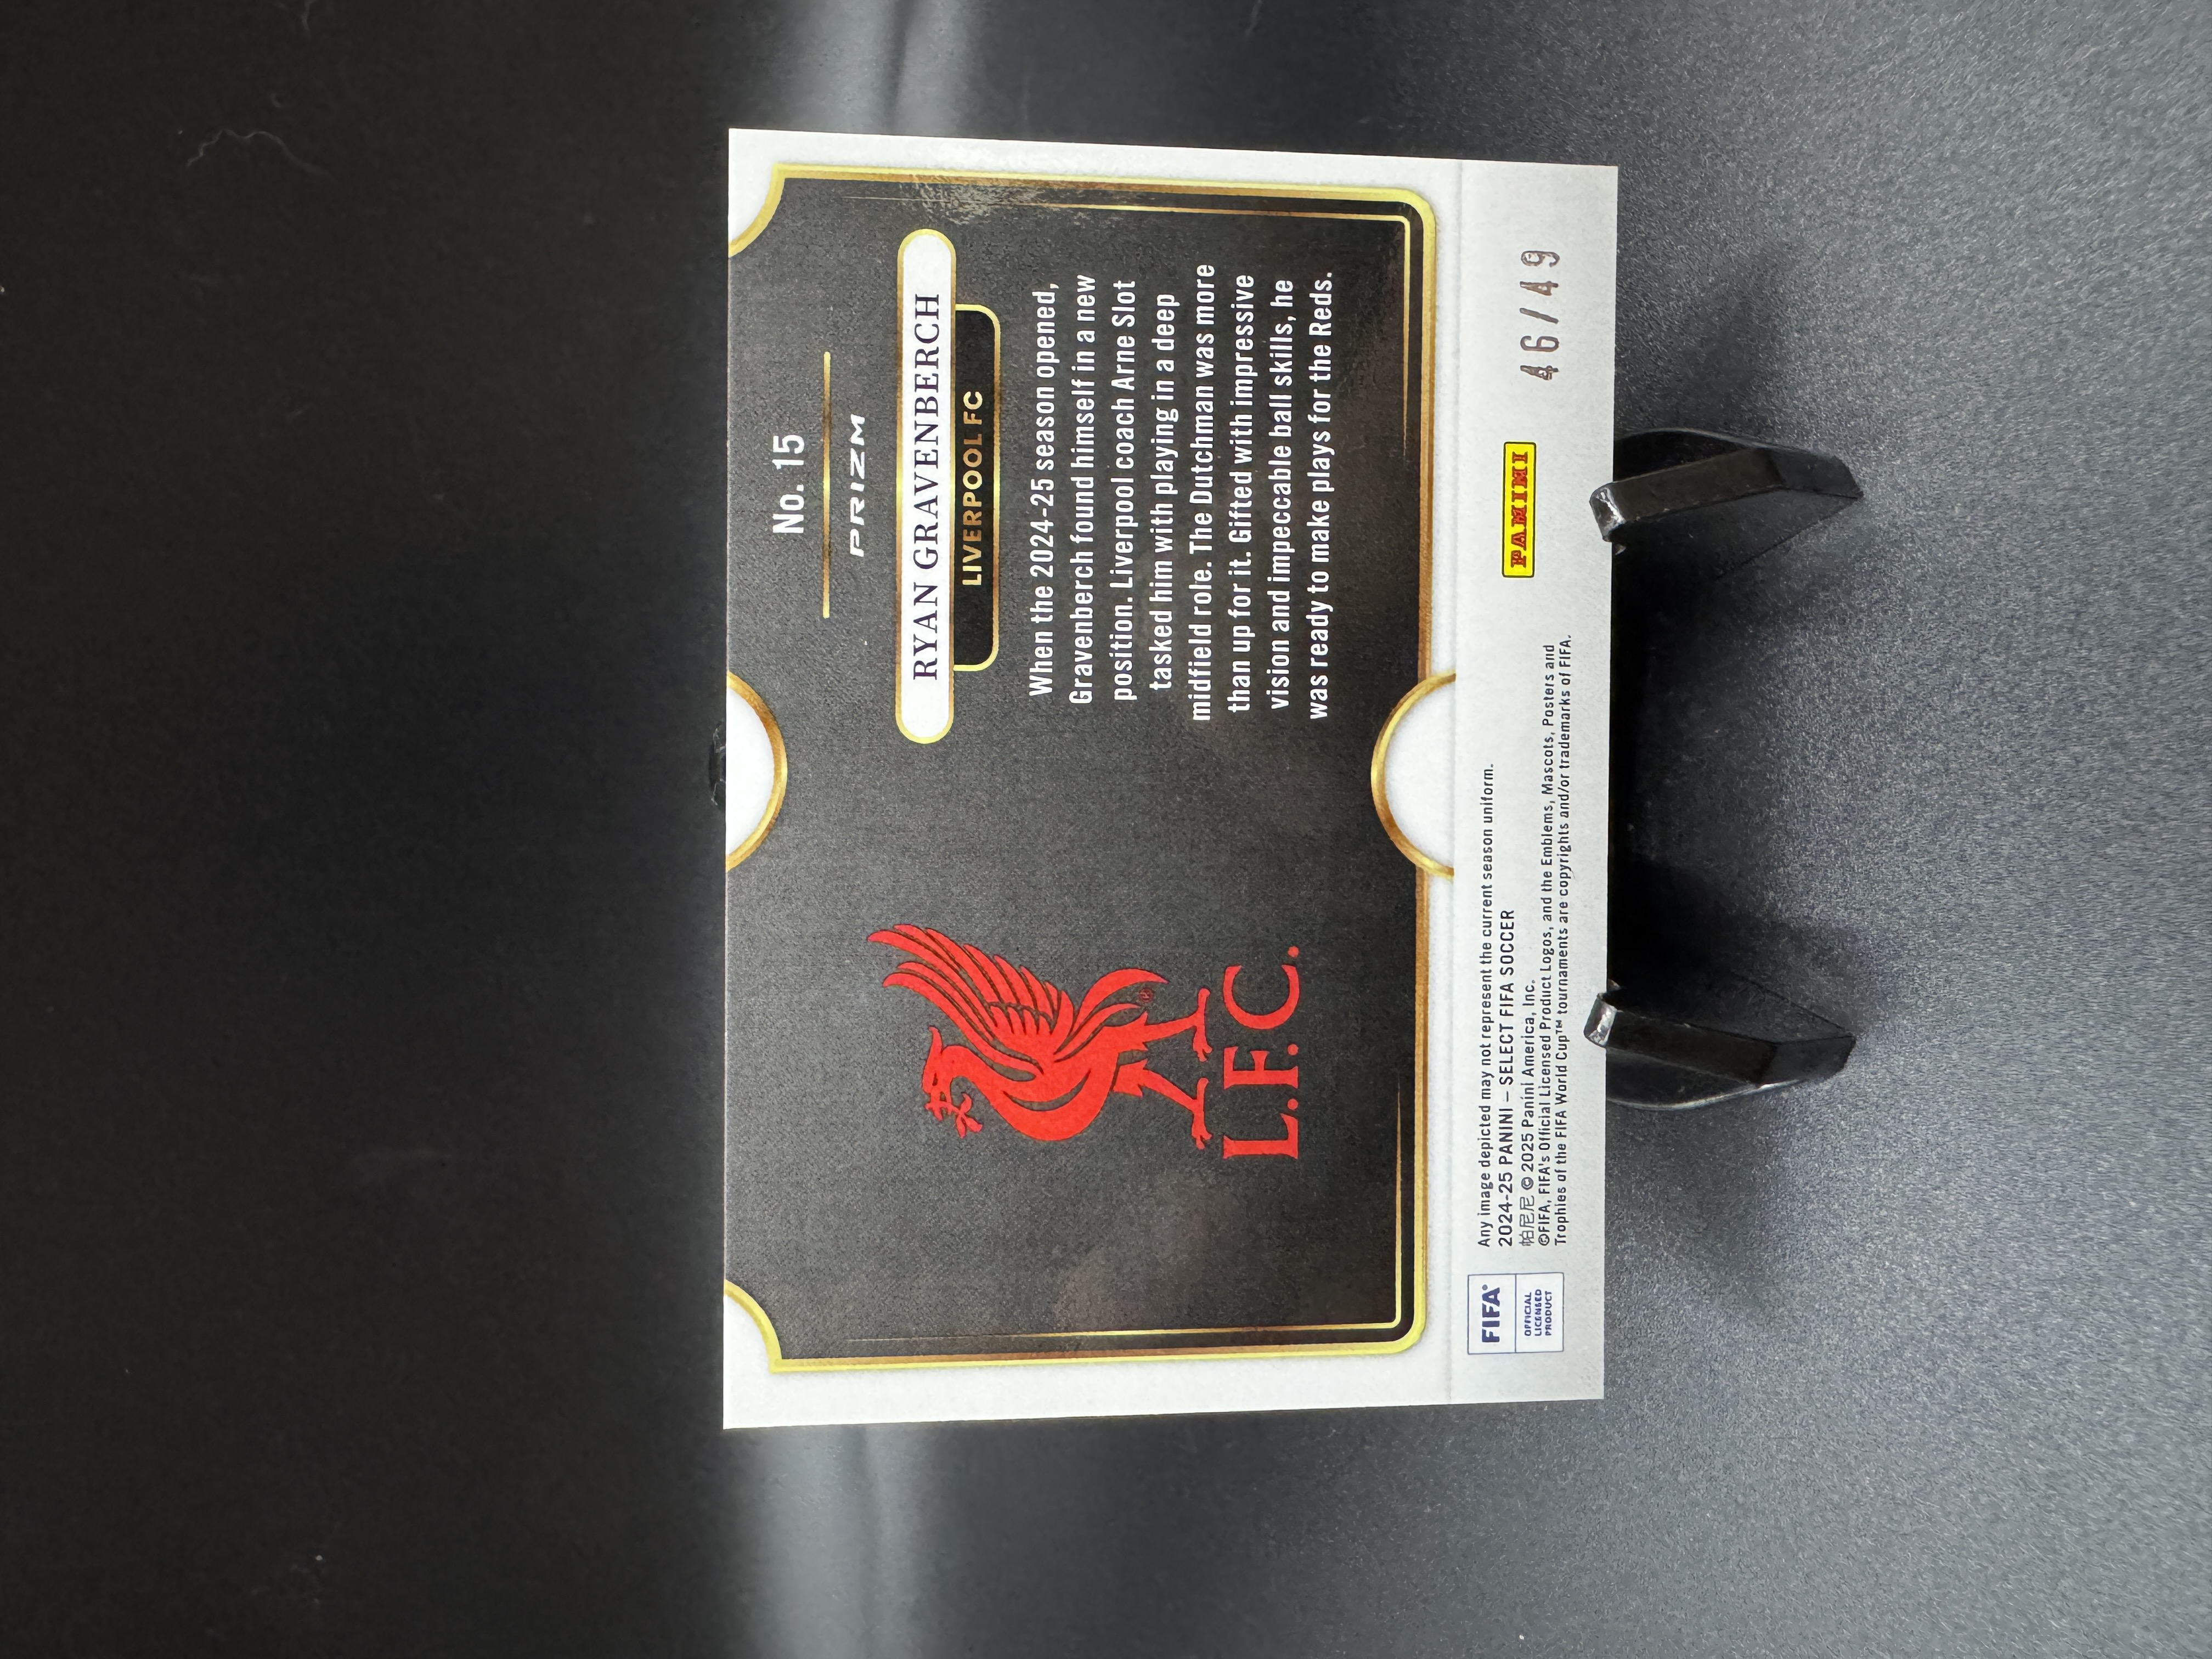 No. 15
PRIZM
RYAN GRAVENBERCH
LIVERPOOL FC
When the 2024-25 season opened,
Gravenberch found himself in a new
position. Liverpool coach Arne Slot
tasked him with playing in a deep
midfield role. The Dutchman was more
than up for it. Gifted with impressive
vision and impeccable ball skills, he
was ready to make plays for the Reds.
®
L.F.C.
FIFA®
OFFICIAL
LICENSED
PRODUCT
Any image depicted may not represent the current season uniform.
2024-25 PANINI – SELECT FIFA SOCCER
帕尼尼 © 2025 Panini America, Inc.
©FIFA, FIFA's Official Licensed Product Logos, and the Emblems, Mascots, Posters and
Trophies of the FIFA World Cup™ tournaments are copyrights and/or trademarks of FIFA.
PANINI
46/49